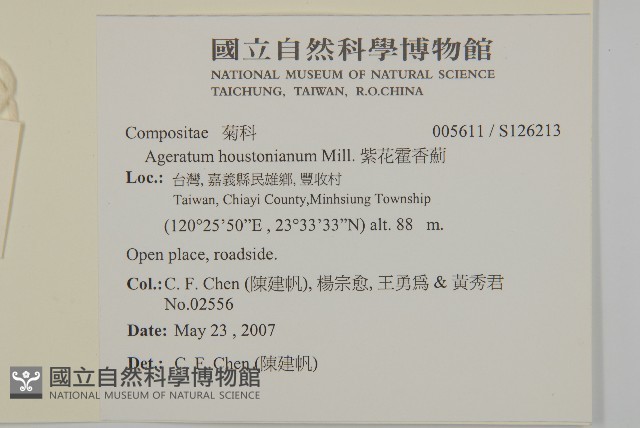 國立自然科學博物館
NATIONAL MUSEUM OF NATURAL SCIENCE
TAICHUNG, TAIWAN, R.O.CHINA
Compositae 菊科 005611 / S126213
Ageratum houstonianum Mill. 紫花霍香薊
Loc.: 台灣, 嘉義縣民雄鄉, 豐收村
Taiwan, Chiayi County,Minhsiung Township
(120°25'50"E , 23°33'33"N) alt. 88 m.
Open place, roadside.
Col.: C. F. Chen (陳建帆), 楊宗愈, 王勇為 & 黃秀君
No.02556
Date: May 23 , 2007
Det : C. F. Chen (陳建帆)
國立自然科學博物館
NATIONAL MUSEUM OF NATURAL SCIENCE